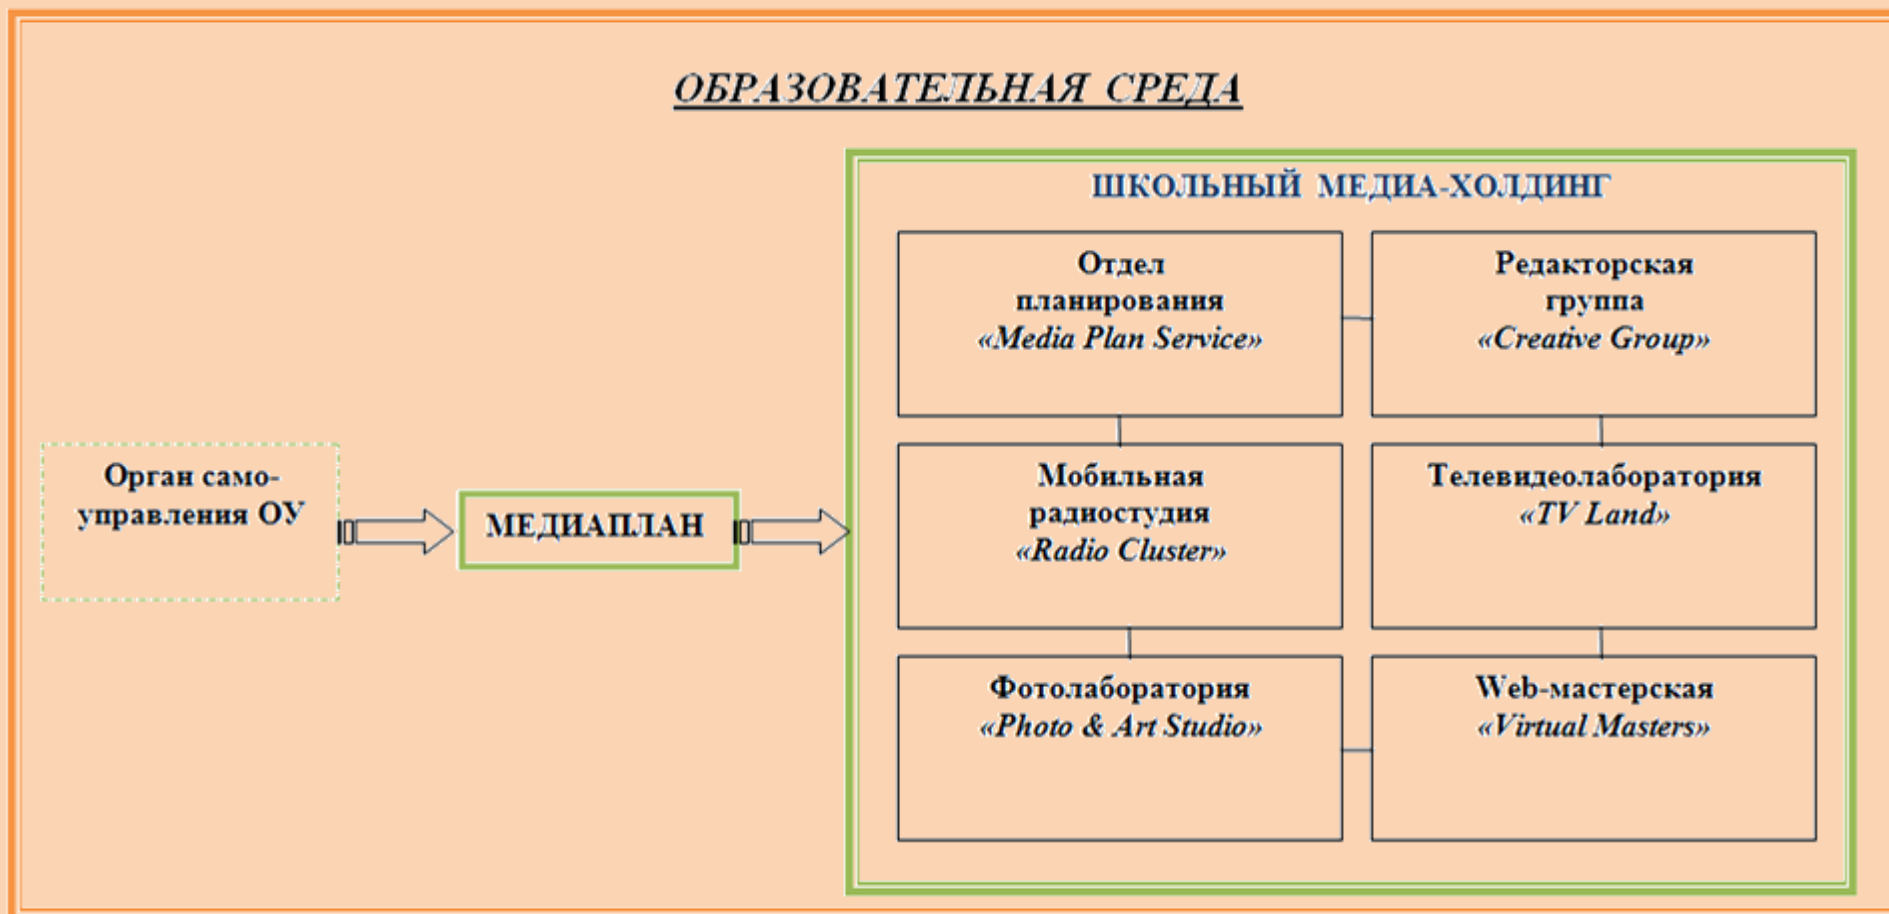 ОБРАЗОВАТЕЛЬНАЯ СРЕДА
Орган само-
управления ОУ
МЕДИАПЛАН
ШКОЛЬНЫЙ МЕДИА-ХОЛДИНГ
Отдел
планирования
«Media Plan Service»
Редакторская
группа
«Creative Group»
Мобильная
радиостудия
«Radio Cluster»
Телевидеолаборатория
«TV Land»
Фотолаборатория
«Photo & Art Studio»
Web-мастерская
«Virtual Masters»